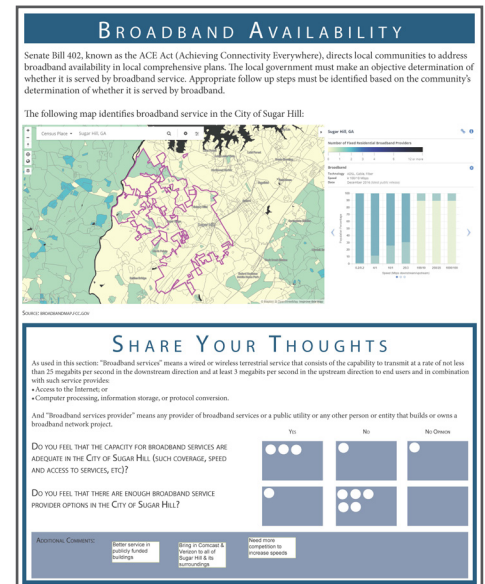 BROADBAND AVAILABILITY
Senate Bill 402, known as the ACE Act (Achieving Connectivity Everywhere), directs local communities to address
broadband availability in local comprehensive plans. The local government must make an objective determination of
whether it is served by broadband service. Appropriate follow up steps must be identified based on the community's
determination of whether it is served by broadband.
The following map identifies broadband service in the City of Sugar Hill:
Census Place Sugar Hill, GA
Sugar Hill, GA
Number of Fixed Residential Broadband Providers
Broadband
Technology
Speed
Date
SOURCE: BROADBANDMAP.FCC.GOV
SHARE YOUR THOUGHTS
As used in this section: "Broadband services" means a wired or wireless terrestrial service that consists of the capability to transmit at a rate of not less
than 25 megabits per second in the downstream direction and at least 3 megabits per second in the upstream direction to end users and in combination
with such service provides:
• Access to the Internet; or
• Computer processing, information storage, or protocol conversion.
And "Broadband services provider" means any provider of broadband services or a public utility or any other person or entity that builds or owns a
broadband network project.
YES NO NO OPINION
DO YOU FEEL THAT THE CAPACITY FOR BROADBAND SERVICES ARE
ADEQUATE IN THE CITY OF SUGAR HILL (SUCH COVERAGE, SPEED
AND ACCESS TO SERVICES, ETC)?
DO YOU FEEL THAT THERE ARE ENOUGH BROADBAND SERVICE
PROVIDER OPTIONS IN THE CITY OF SUGAR HILL?
ADDITIONAL COMMENTS:
Better service in
publicly funded
buildings
Bring in Comcast &
Verizon to all of
Sugar Hill & its
surroundings
Need more
competition to
increase speeds